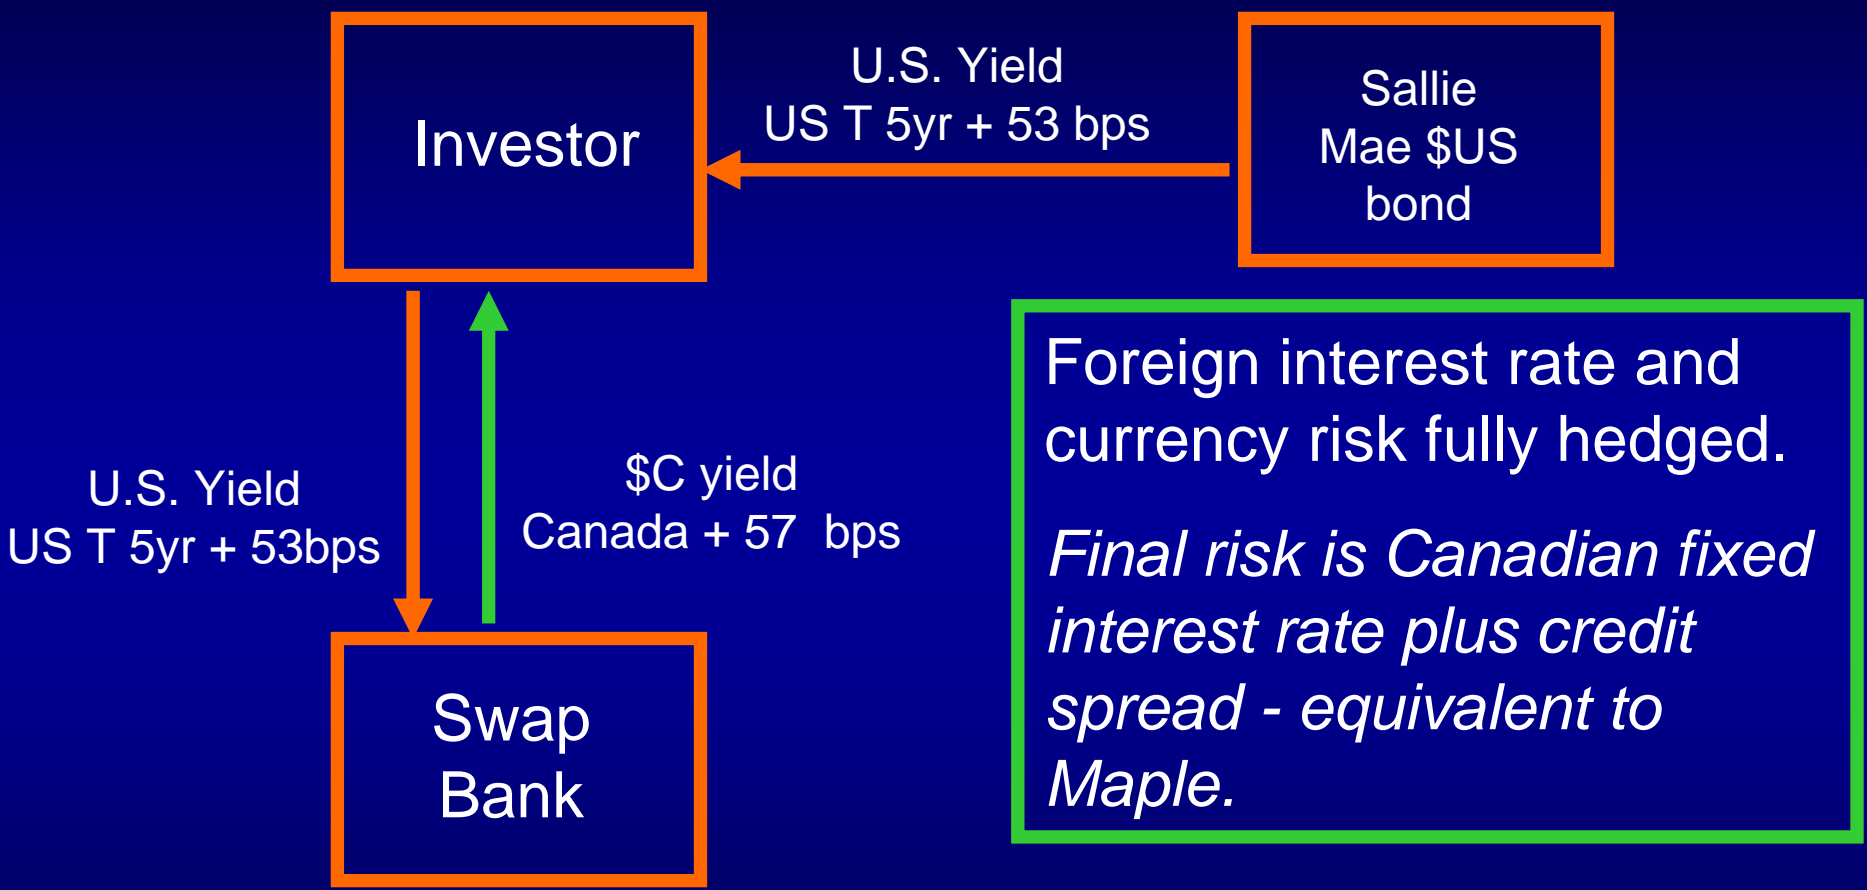 Investor
U.S. Yield
US T 5yr + 53 bps
Sallie
Mae $US
bond
U.S. Yield
US T 5yr + 53bps
$C yield
Canada + 57 bps
Swap
Bank
Foreign interest rate and
currency risk fully hedged.
Final risk is Canadian fixed
interest rate plus credit
spread - equivalent to
Maple.